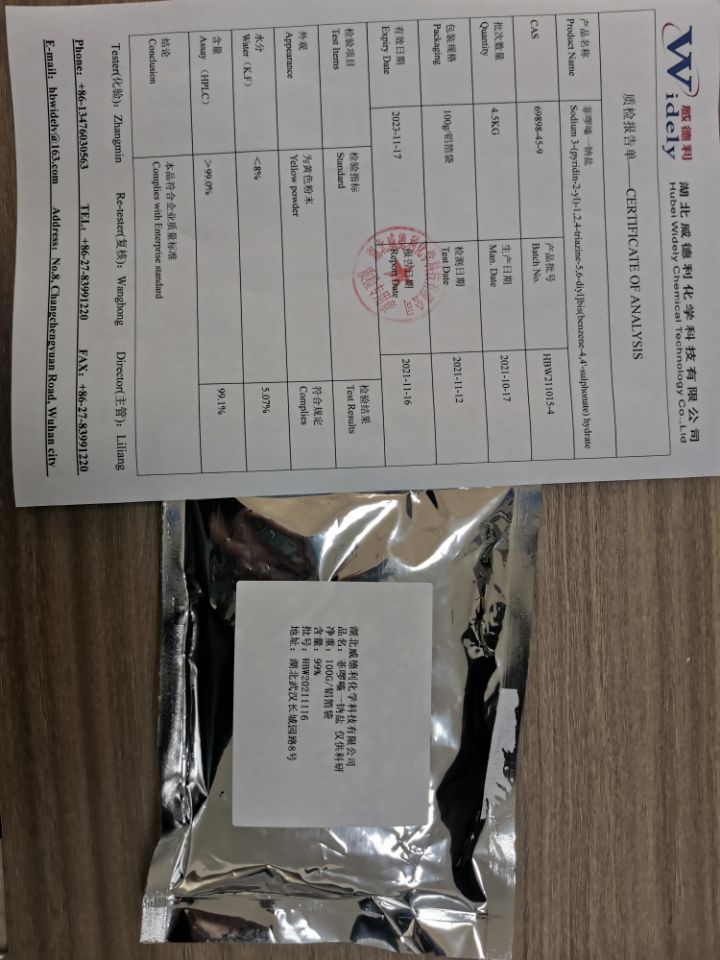 Widely 威德利 湖北威德利化学科技有限公司
Hubei Widely Chemical Technology Co.,Ltd
质检报告单——CERTIFICATE OF ANALYSIS
产品名称
Product Name
菲啰嗪一钠盐
Sodium 3-(pyridin-2-yl)-1,2,4-triazine-5,6-diyl]bis(benzene-4,4'-sulphonate) hydrate
CAS
69898-45-9
产品批号
Batch No.
HBW211015-4
批次数量
Quantity
4.5KG
生产日期
Man. Date
2021-10-17
包装规格
Packaging
100g/铝箔袋
检测日期
Test Date
2021-11-12
有效日期
Expiry Date
2023-11-17
报告日期
Report Date
2021-11-16
检验项目
Test Items
检验指标
Standard
检验结果
Test Results
外观
Appearance
为黄色粉末
Yellow powder
符合规定
Complies
水分
Water（K.F）
<8%
5.07%
含量
Assay （HPLC）
＞99.0%
99.1%
结论
Conclusion
本品符合企业质量标准
Complies with Enterprise standard
Tester(化验)：Zhangmin Re-tester(复核)：Wanghong Director(主管)：Liliang
Phone：+86-13476030563 TEL：+86-27-83991220 FAX：+86-27-83991220
E-mail：hbwidely@163.com Address：No.8, Changchengyuan Road, Wuhan city
湖北威德利化学科技有限公司
品名：菲啰嗪一钠盐 仅供科研
净重：100G/铝箔袋
含量：99%
批号：HBW20211116
地址：湖北武汉长城园路8号